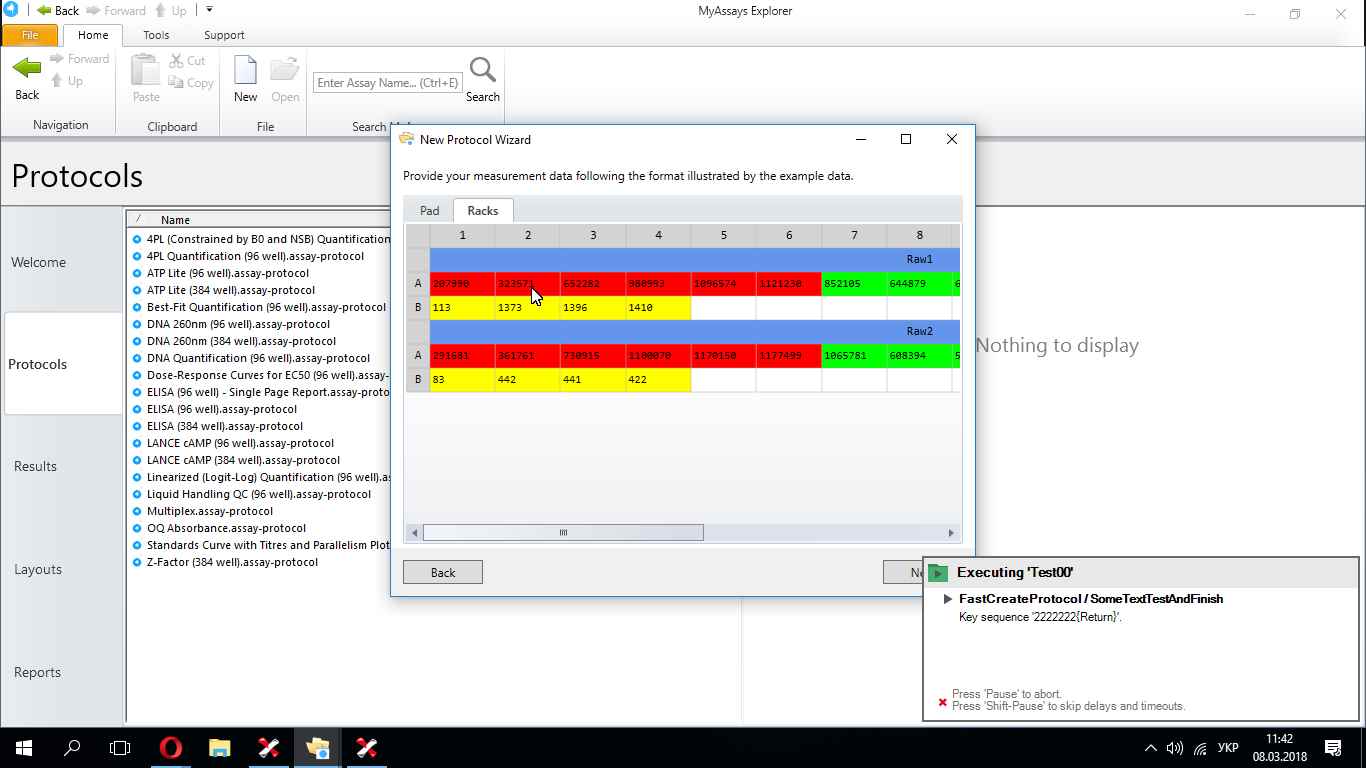 Back Forward Up
MyAssays Explorer
File Home Tools Support
Back
Forward
Up
Paste
Cut
Copy
New
Open
Enter Assay Name... (Ctrl+E)
Search
Navigation Clipboard File Search
Protocols
Welcome
Protocols
Results
Layouts
Reports
Name
4PL (Constrained by B0 and NSB) Quantification
4PL Quantification (96 well).assay-protocol
ATP Lite (96 well).assay-protocol
ATP Lite (384 well).assay-protocol
Best-Fit Quantification (96 well).assay-protocol
DNA 260nm (96 well).assay-protocol
DNA 260nm (384 well).assay-protocol
DNA Quantification (96 well).assay-protocol
Dose-Response Curves for EC50 (96 well).assay-
ELISA (96 well) - Single Page Report.assay-proto
ELISA (96 well).assay-protocol
ELISA (384 well).assay-protocol
LANCE cAMP (96 well).assay-protocol
LANCE cAMP (384 well).assay-protocol
Linearized (Logit-Log) Quantification (96 well).as
Liquid Handling QC (96 well).assay-protocol
Multiplex.assay-protocol
OQ Absorbance.assay-protocol
Standards Curve with Titres and Parallelism Plot
Z-Factor (384 well).assay-protocol
New Protocol Wizard
Provide your measurement data following the format illustrated by the example data.
Pad Racks
1 2 3 4 5 6 7 8
Raw1
A 207990 652282 980993 1096574 1121230 852105 644879 6
B 113 1373 1396 1410
Raw2
A 291681 361761 730915 1100070 1170150 1177499 1065781 608394 5
B 83 442 441 422
Back
Nothing to display
Executing 'Test00'
FastCreateProtocol / SomeTextTestAndFinish
Key sequence '2222222{Return}'.
Press 'Pause' to abort.
Press 'Shift-Pause' to skip delays and timeouts.
УКР
11:42
08.03.2018